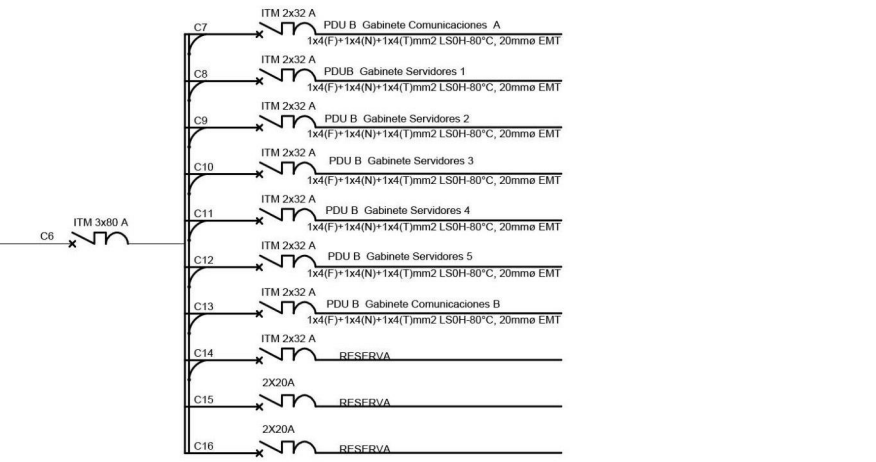 ITM 2x32 A
C7
PDU B Gabinete Comunicaciones A
1x4(F)+1x4(N)+1x4(T)mm2 LS0H-80°C, 20mmø EMT
ITM 2x32 A
C8
PDUB Gabinete Servidores 1
1x4(F)+1x4(N)+1x4(T)mm2 LS0H-80°C, 20mmø EMT
ITM 2x32 A
C9
PDU B Gabinete Servidores 2
1x4(F)+1x4(N)+1x4(T)mm2 LS0H-80°C, 20mmø EMT
ITM 2x32 A
C10
PDU B Gabinete Servidores 3
1x4(F)+1x4(N)+1x4(T)mm2 LS0H-80°C, 20mmø EMT
ITM 2x32 A
C11
PDU B Gabinete Servidores 4
1x4(F)+1x4(N)+1x4(T)mm2 LS0H-80°C, 20mmø EMT
ITM 3x80 A
C6
ITM 2x32 A
C12
PDU B Gabinete Servidores 5
1x4(F)+1x4(N)+1x4(T)mm2 LS0H-80°C, 20mmø EMT
ITM 2x32 A
C13
PDU B Gabinete Comunicaciones B
1x4(F)+1x4(N)+1x4(T)mm2 LS0H-80°C, 20mmø EMT
ITM 2x32 A
C14
RESERVA
2X20A
C15
RESERVA
2X20A
C16
RESERVA